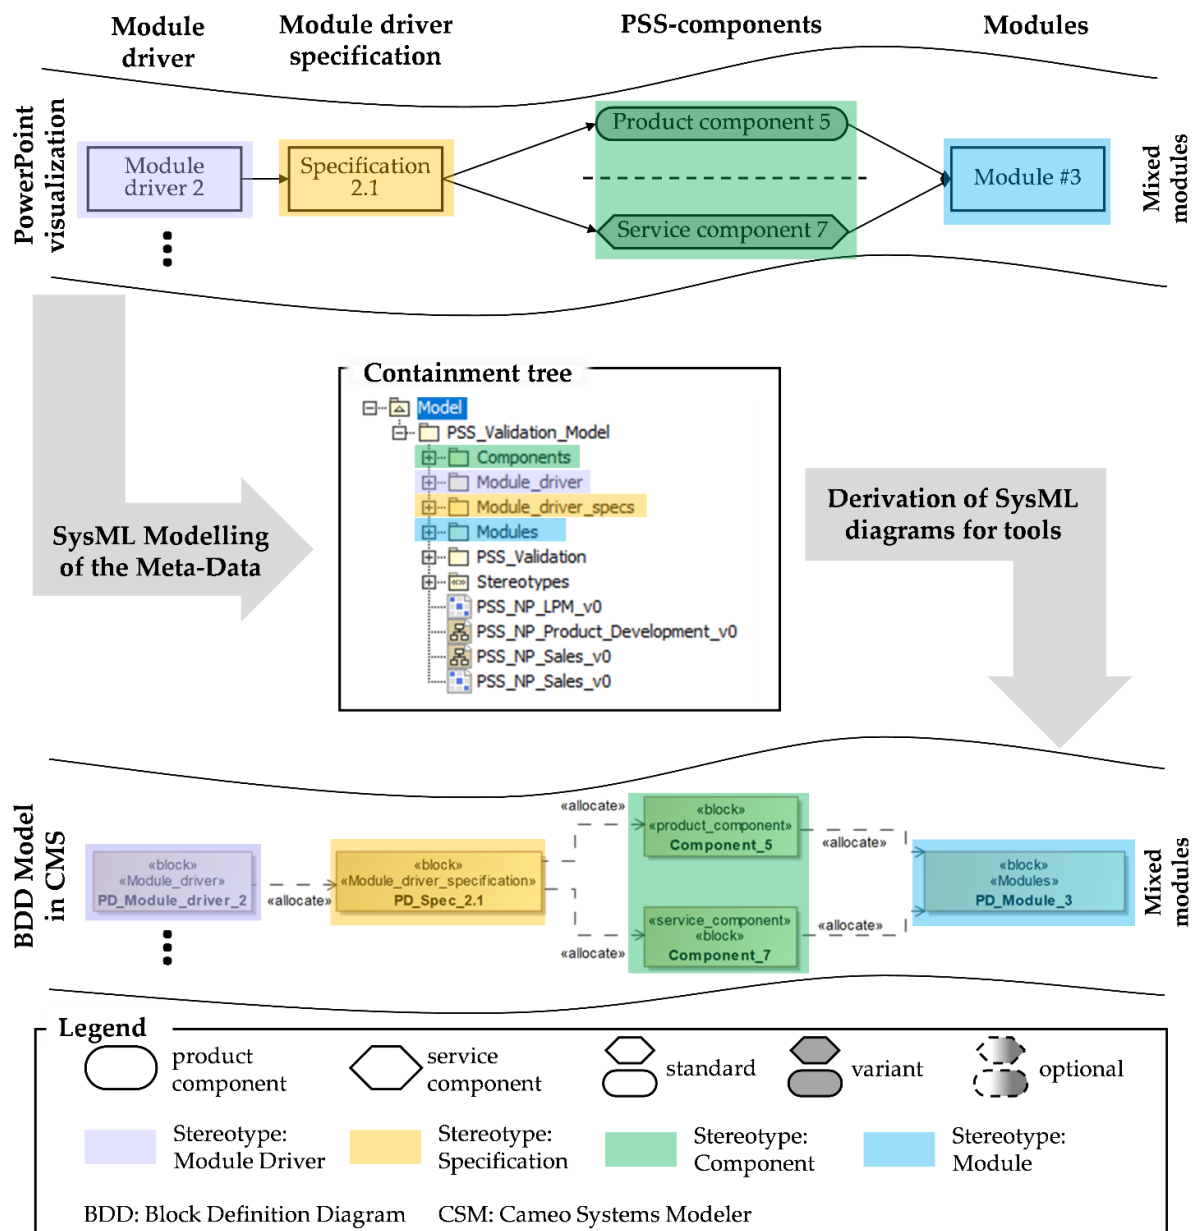 Module
driver
Module driver
specification
PSS-components
Modules
PowerPoint
visualization
Module
driver 2
Specification
2.1
Product component 5
Service component 7
Module #3
Mixed
modules
SysML Modelling
of the Meta-Data
Containment tree
Model
PSS_Validation_Model
Components
Module_driver
Module_driver_specs
Modules
PSS_Validation
Stereotypes
PSS_NP_LPM_v0
PSS_NP_Product_Development_v0
PSS_NP_Sales_v0
PSS_NP_Sales_v0
Derivation of SysML
diagrams for tools
BDD Model
in CMS
«block»
«Module_driver»
PD_Module_driver_2
«allocate»
«block»
«Module_driver_specification»
PD_Spec_2.1
«allocate»
«allocate»
«block»
«product_component»
Component_5
«service_component»
«block»
Component_7
«allocate»
«allocate»
«block»
«Modules»
PD_Module_3
Mixed
modules
Legend
product
component
service
component
standard
variant
optional
Stereotype:
Module Driver
Stereotype:
Specification
Stereotype:
Component
Stereotype:
Module
BDD: Block Definition Diagram CSM: Cameo Systems Modeler